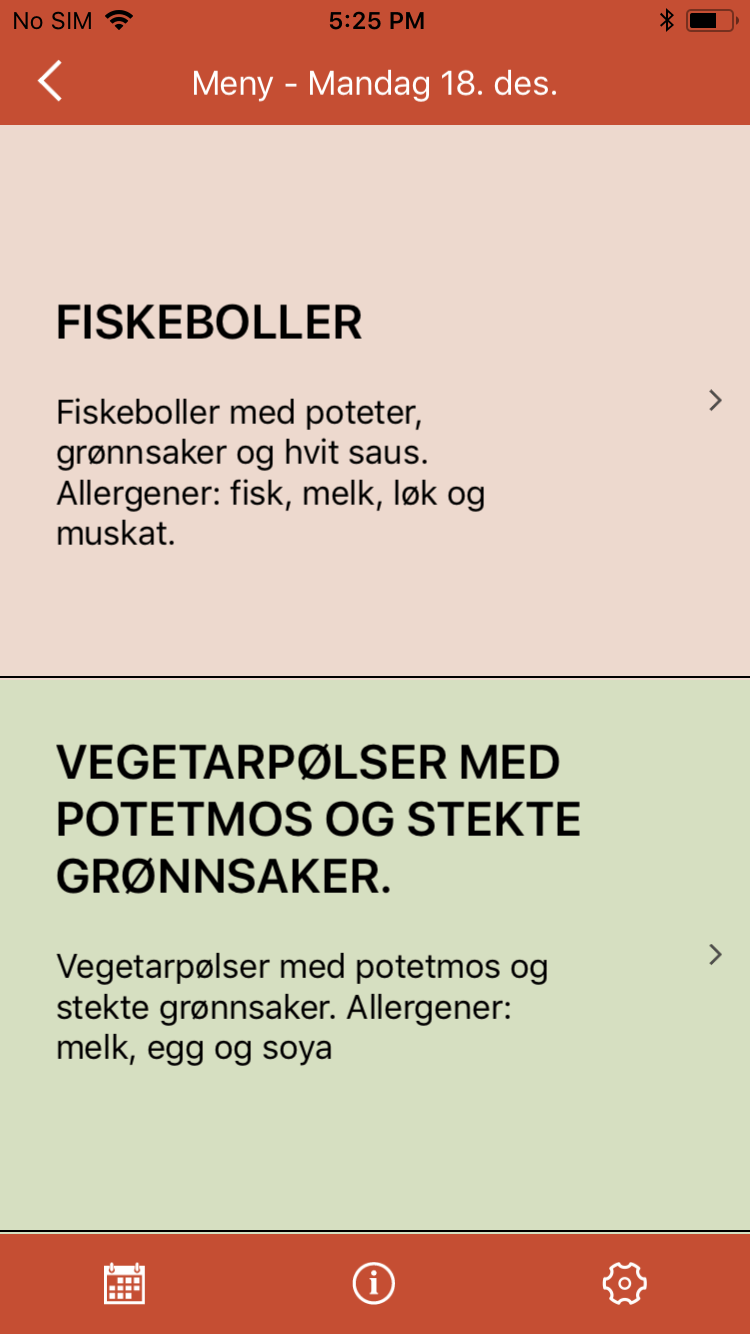 No SIM 5:25 PM
Meny - Mandag 18. des.
FISKEBOLLER
Fiskeboller med poteter,
grønnsaker og hvit saus.
Allergener: fisk, melk, løk og
muskat.
VEGETARPØLSER MED
POTETMOS OG STEKTE
GRØNNSAKER.
Vegetarpølser med potetmos og
stekte grønnsaker. Allergener:
melk, egg og soya